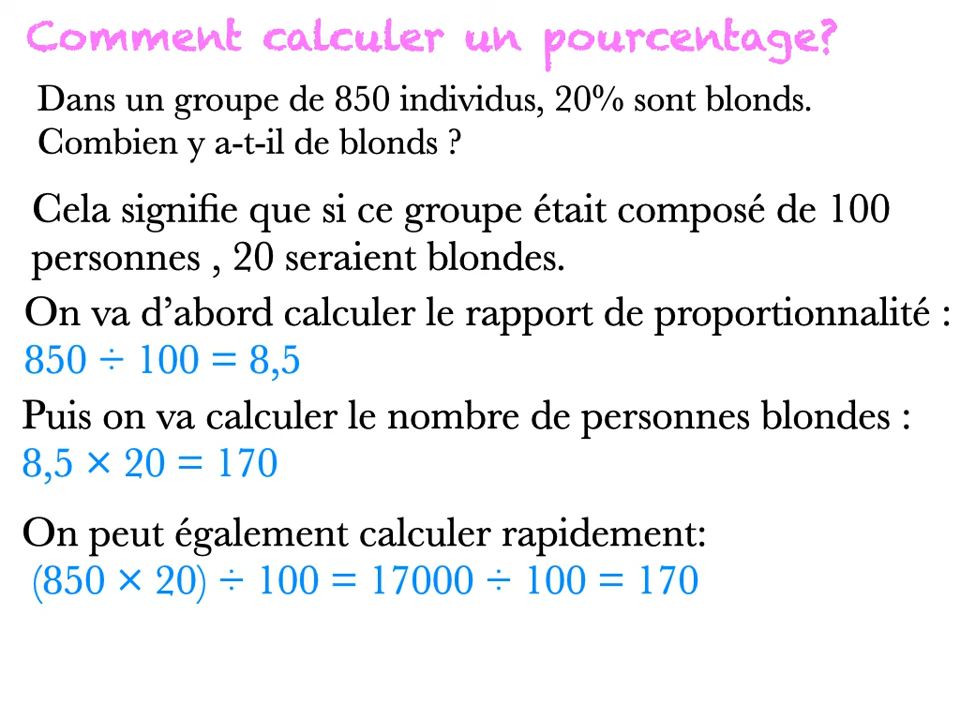 Comment calculer un pourcentage?
Dans un groupe de 850 individus, 20% sont blonds.
Combien y a-t-il de blonds ?
Cela signifie que si ce groupe était composé de 100
personnes , 20 seraient blondes.
On va d’abord calculer le rapport de proportionnalité :
850 ÷ 100 = 8,5
Puis on va calculer le nombre de personnes blondes :
8,5 × 20 = 170
On peut également calculer rapidement:
(850 × 20) ÷ 100 = 17000 ÷ 100 = 170